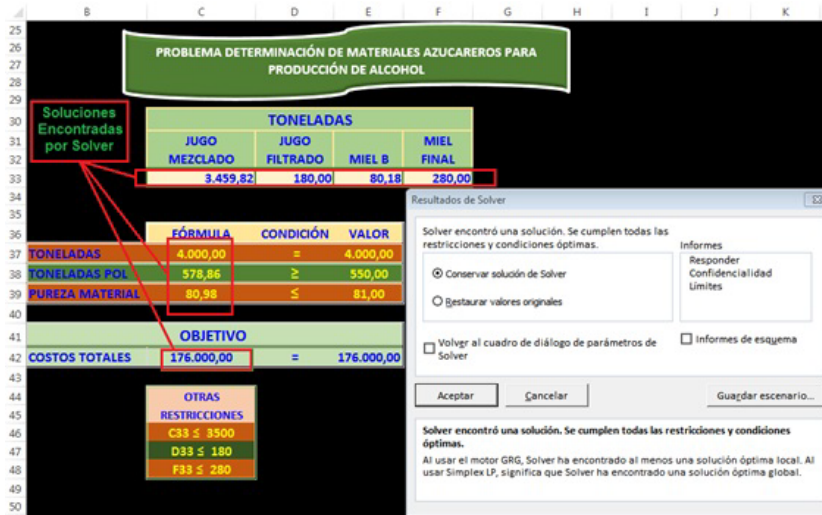 B C D E F G H I J K
25
26
27
28
29
30
31
32
33
34
35
36
37
38
39
40
41
42
43
44
45
46
47
48
49
50
PROBLEMA DETERMINACIÓN DE MATERIALES AZUCAREROS PARA
PRODUCCIÓN DE ALCOHOL
Soluciones
Encontradas
por Solver
TONELADAS
JUGO MEZCLADO
JUGO FILTRADO
MIEL B
MIEL FINAL
3.459,82 180,00 80,18 280,00
FÓRMULA CONDICIÓN VALOR
TONELADAS 4.000,00 = 4.000,00
TONELADAS POL 578,86 ≥ 550,00
PUREZA MATERIAL 80,98 ≤ 81,00
OBJETIVO
COSTOS TOTALES 176.000,00 = 176.000,00
OTRAS
RESTRICCIONES
C33 ≤ 3500
D33 ≤ 180
F33 ≤ 280
Resultados de Solver
Solver encontró una solución. Se cumplen todas las
restricciones y condiciones óptimas.
Informes
Responder
Confidencialidad
Límites
Conservar solución de Solver
Restaurar valores originales
Volver al cuadro de diálogo de parámetros de
Solver
Informes de esquema
Aceptar
Cancelar
Guardar escenario...
Solver encontró una solución. Se cumplen todas las restricciones y condiciones
óptimas.
Al usar el motor GRG, Solver ha encontrado al menos una solución óptima local. Al
usar Simplex LP, significa que Solver ha encontrado una solución óptima global.